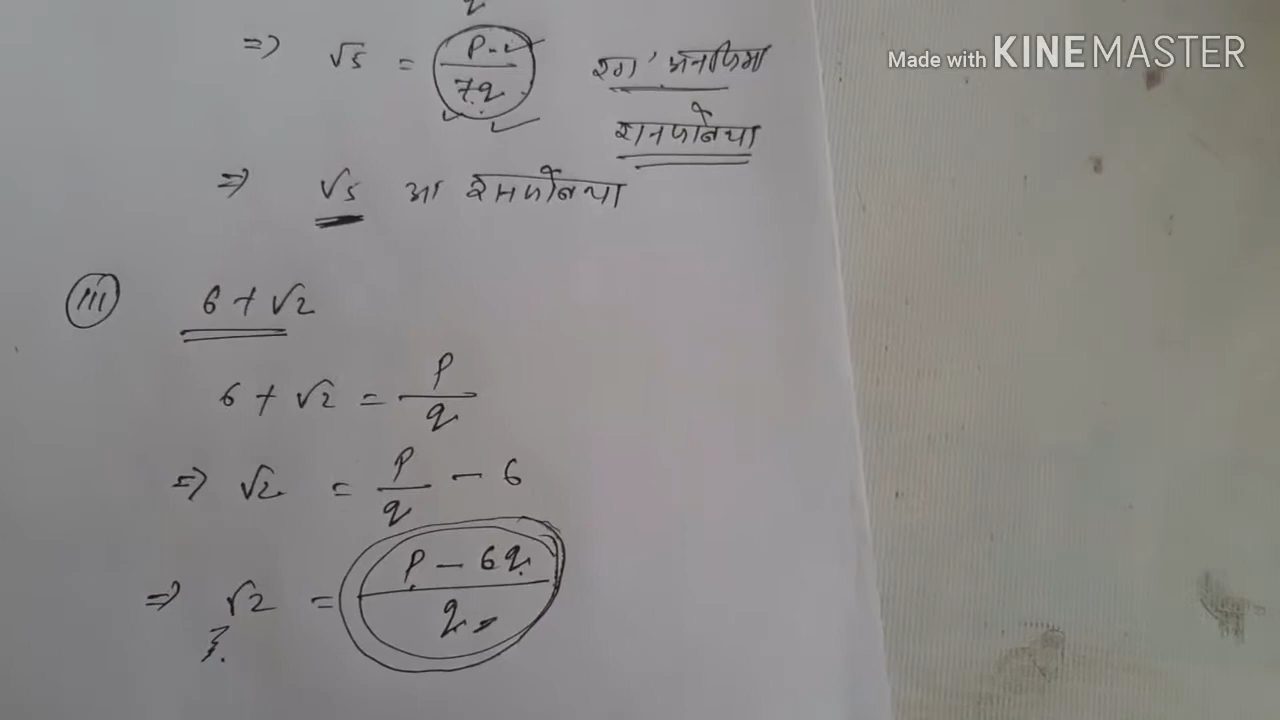 q
⇒ √5 = p/7q
Made with KINEMASTER
⇒ √5 आ
(iii) 6 + √2
6 + √2 = p/q
⇒ √2 = p/q - 6
⇒ √2 = (p - 6q)/q